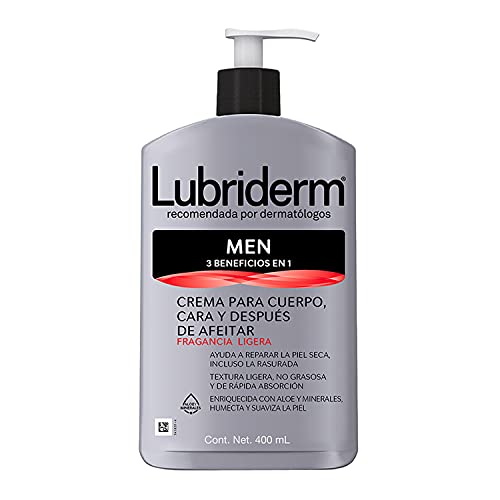 Lubriderm®
recomendada por dermatólogos
MEN
3 BENEFICIOS EN 1
CREMA PARA CUERPO,
CARA Y DESPUÉS
DE AFEITAR
FRAGANCIA LIGERA
AYUDA A REPARAR LA PIEL SECA,
INCLUSO LA RASURADA
TEXTURA LIGERA, NO GRASOSA
Y DE RÁPIDA ABSORCIÓN
ENRIQUECIDA CON ALOE Y MINERALES,
HUMECTA Y SUAVIZA LA PIEL
ALOE Y
MINERALES
Cont. Net. 400 mL